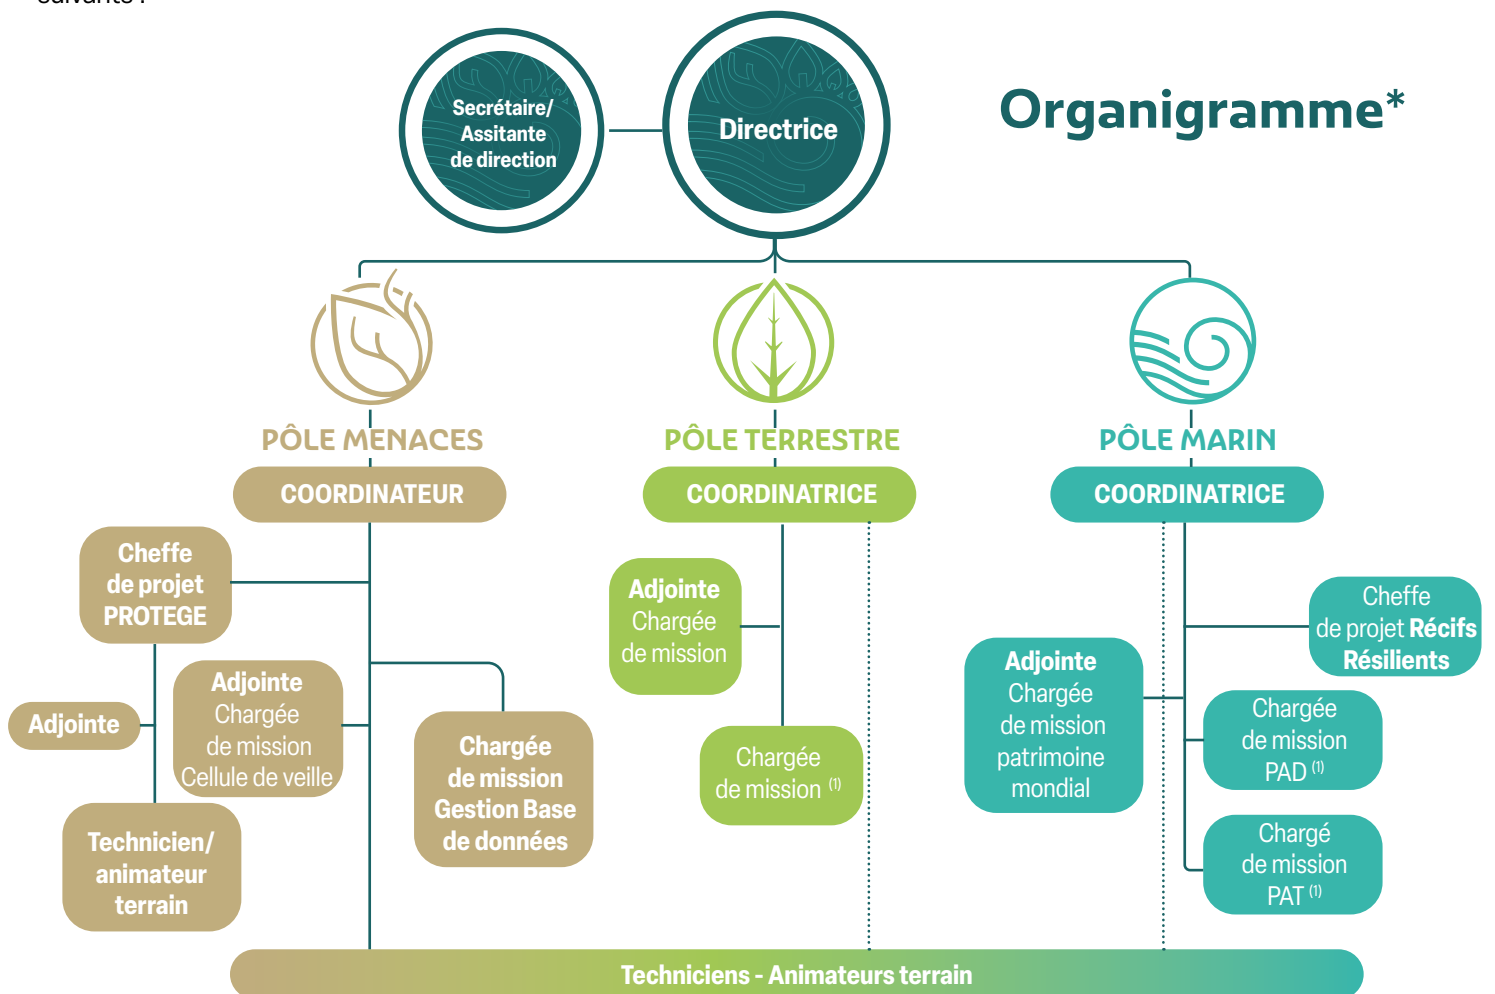 suivants :
Organigramme*
Secrétaire/
Assitante
de direction
Directrice
PÔLE MENACES
COORDINATEUR
Cheffe
de projet
PROTEGE
Adjointe
Technicien/
animateur
terrain
Adjointe
Chargée
de mission
Cellule de veille
Chargée
de mission
Gestion Base
de données
PÔLE TERRESTRE
COORDINATRICE
Adjointe
Chargée
de mission
Chargée
de mission (1)
PÔLE MARIN
COORDINATRICE
Adjointe
Chargée
de mission
patrimoine
mondial
Cheffe
de projet Récifs
Résilients
Chargée
de mission
PAD (1)
Chargé
de mission
PAT (1)
Techniciens - Animateurs terrain